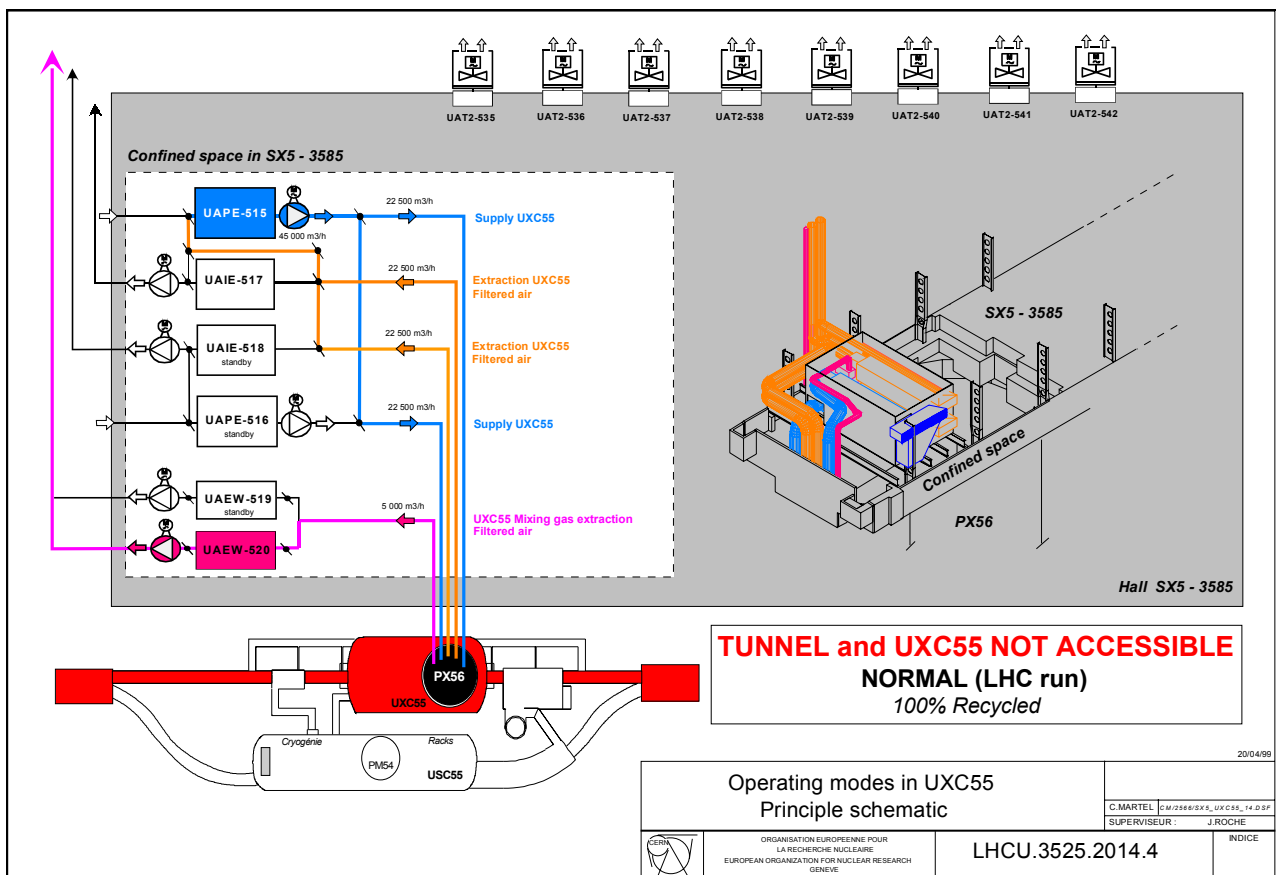 UAT2-535
UAT2-536
UAT2-537
UAT2-538
UAT2-539
UAT2-540
UAT2-541
UAT2-542
Confined space in SX5 - 3585
UAPE-515
22 500 m3/h
Supply UXC55
45 000 m3/h
UAIE-517
22 500 m3/h
Extraction UXC55
Filtered air
UAIE-518
standby
22 500 m3/h
Extraction UXC55
Filtered air
UAPE-516
standby
22 500 m3/h
Supply UXC55
UAEW-519
standby
5 000 m3/h
UXC55 Mixing gas extraction
Filtered air
UAEW-520
SX5 - 3585
Confined space
PX56
Hall SX5 - 3585
PX56
UXC55
Cryogénie
Racks
PM54
USC55
TUNNEL and UXC55 NOT ACCESSIBLE
NORMAL (LHC run)
100% Recycled
20/04/99
Operating modes in UXC55
Principle schematic
C.MARTEL
CM/2566/SX5_UXC55_14.DSF
SUPERVISEUR : J.ROCHE
CERN
ORGANISATION EUROPEENNE POUR
LA RECHERCHE NUCLEAIRE
EUROPEAN ORGANIZATION FOR NUCLEAR RESEARCH
GENEVE
LHCU.3525.2014.4
INDICE